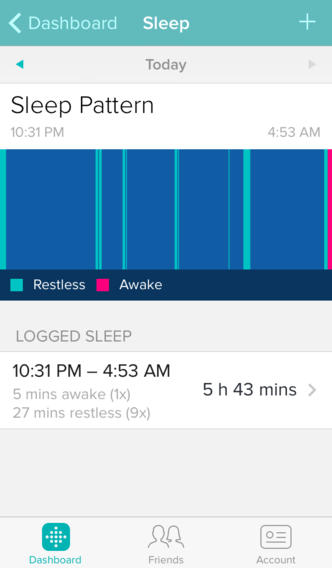 Dashboard Sleep +
Today
Sleep Pattern
10:31 PM 4:53 AM
Restless Awake
LOGGED SLEEP
10:31 PM – 4:53 AM
5 h 43 mins
5 mins awake (1x)
27 mins restless (9x)
Dashboard Friends Account